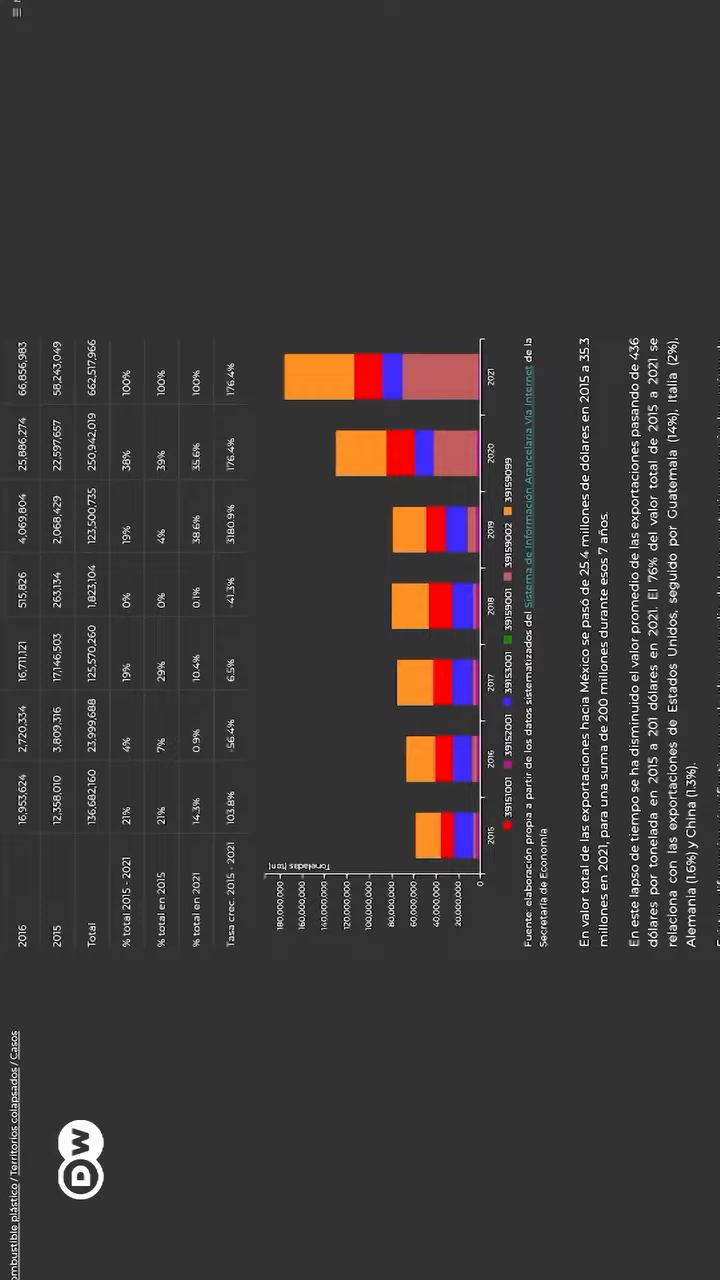 ombustible plástico / Territorios colapsados / Casos
DW
2016 16,953,624 2,720,334 16,711,121 515,826 4,069,804 25,886,274 66,856,983
2015 12,358,010 3,809,316 17,146,503 263,134 2,068,429 22,597,657 58,243,049
Total 136,682,160 23,999,688 125,570,260 1,823,104 123,500,735 250,942,019 662,517,966
% total 2015 - 2021 21% 4% 19% 0% 19% 38% 100%
% total en 2015 21% 7% 29% 0% 4% 39% 100%
% total en 2021 14.3% 0.9% 10.4% 0.1% 38.6% 35.6% 100%
Tasa crec. 2015 - 2021 103.8% -56.4% 6.5% -41.3% 3180.9% 176.4% 176.4%
Toneladas (ton)
180,000,000
160,000,000
140,000,000
120,000,000
100,000,000
80,000,000
60,000,000
40,000,000
20,000,000
0
2015 2016 2017 2018 2019 2020 2021
39151001 39152001 39153001 39159001 39159002 39159099
Fuente: elaboración propia a partir de los datos sistematizados del Sistema de Información Arancelaria Vía Internet de la
Secretaría de Economía
En valor total de las exportaciones hacia México se pasó de 25.4 millones de dólares en 2015 a 35.3
millones en 2021, para una suma de 200 millones durante esos 7 años.
En este lapso de tiempo se ha disminuido el valor promedio de las exportaciones pasando de 436
dólares por tonelada en 2015 a 201 dólares en 2021. El 76% del valor total de 2015 a 2021 se
relaciona con las exportaciones de Estados Unidos, seguido por Guatemala (14%), Italia (2%),
Alemania (1.6%) y China (1.3%).